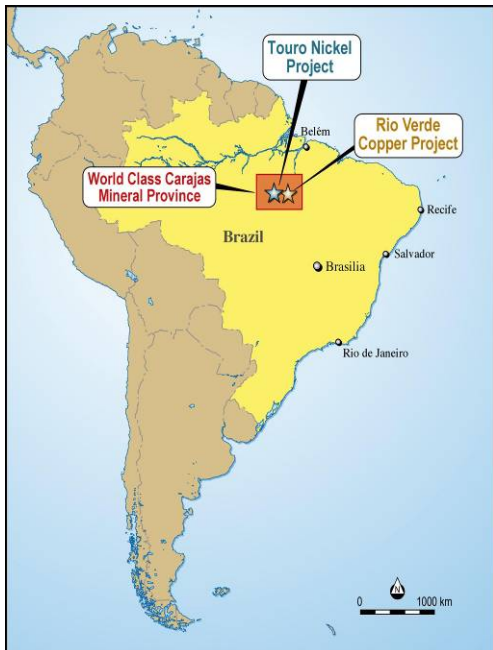 Touro Nickel
Project
Rio Verde
Copper Project
Belém
World Class Carajas
Mineral Province
Recife
Brazil
Salvador
Brasilia
Rio de Janeiro
N
0 1000 km